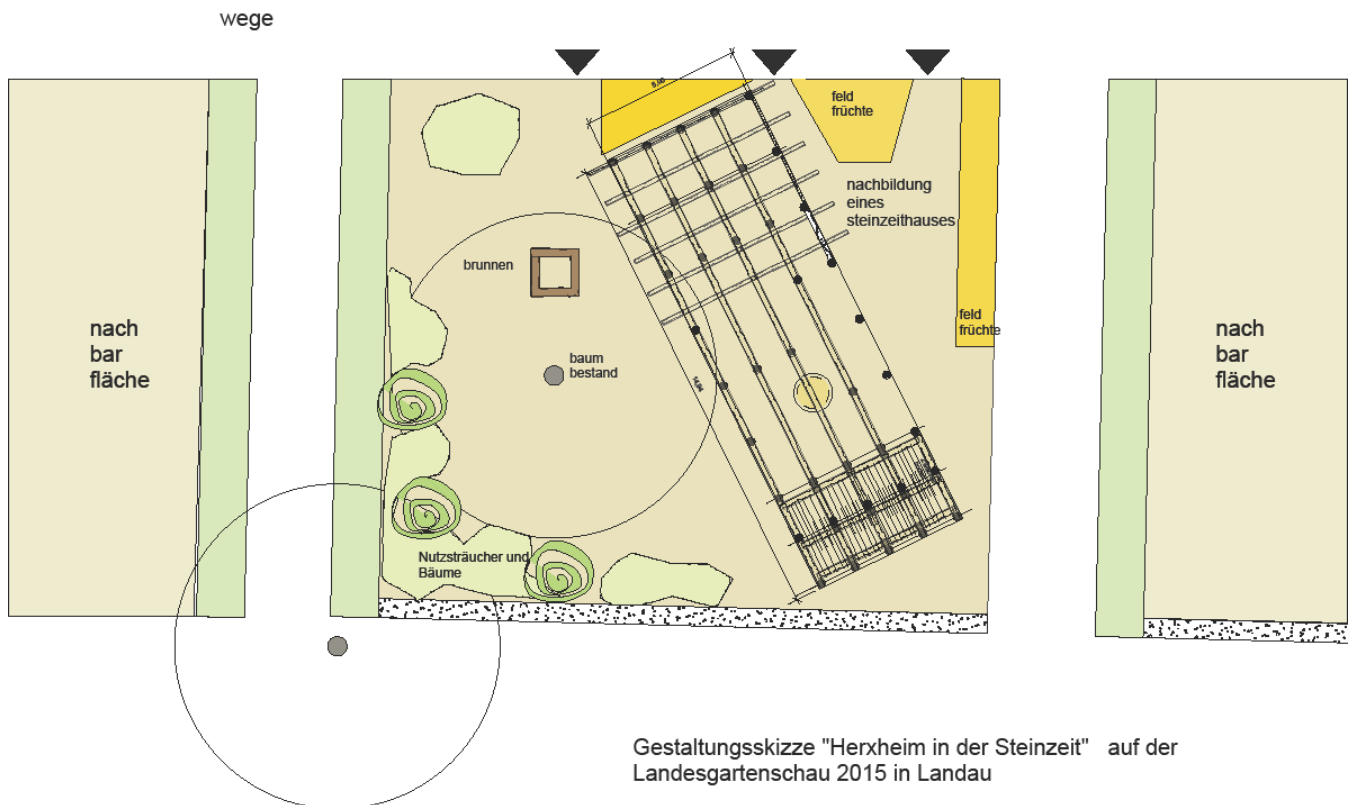 wege
feld
früchte
nachbildung
eines
steinzeithauses
brunnen
feld
früchte
nach
bar
fläche
nach
bar
fläche
baum
bestand
Nutzsträucher und
Bäume
Gestaltungsskizze "Herxheim in der Steinzeit" auf der
Landesgartenschau 2015 in Landau